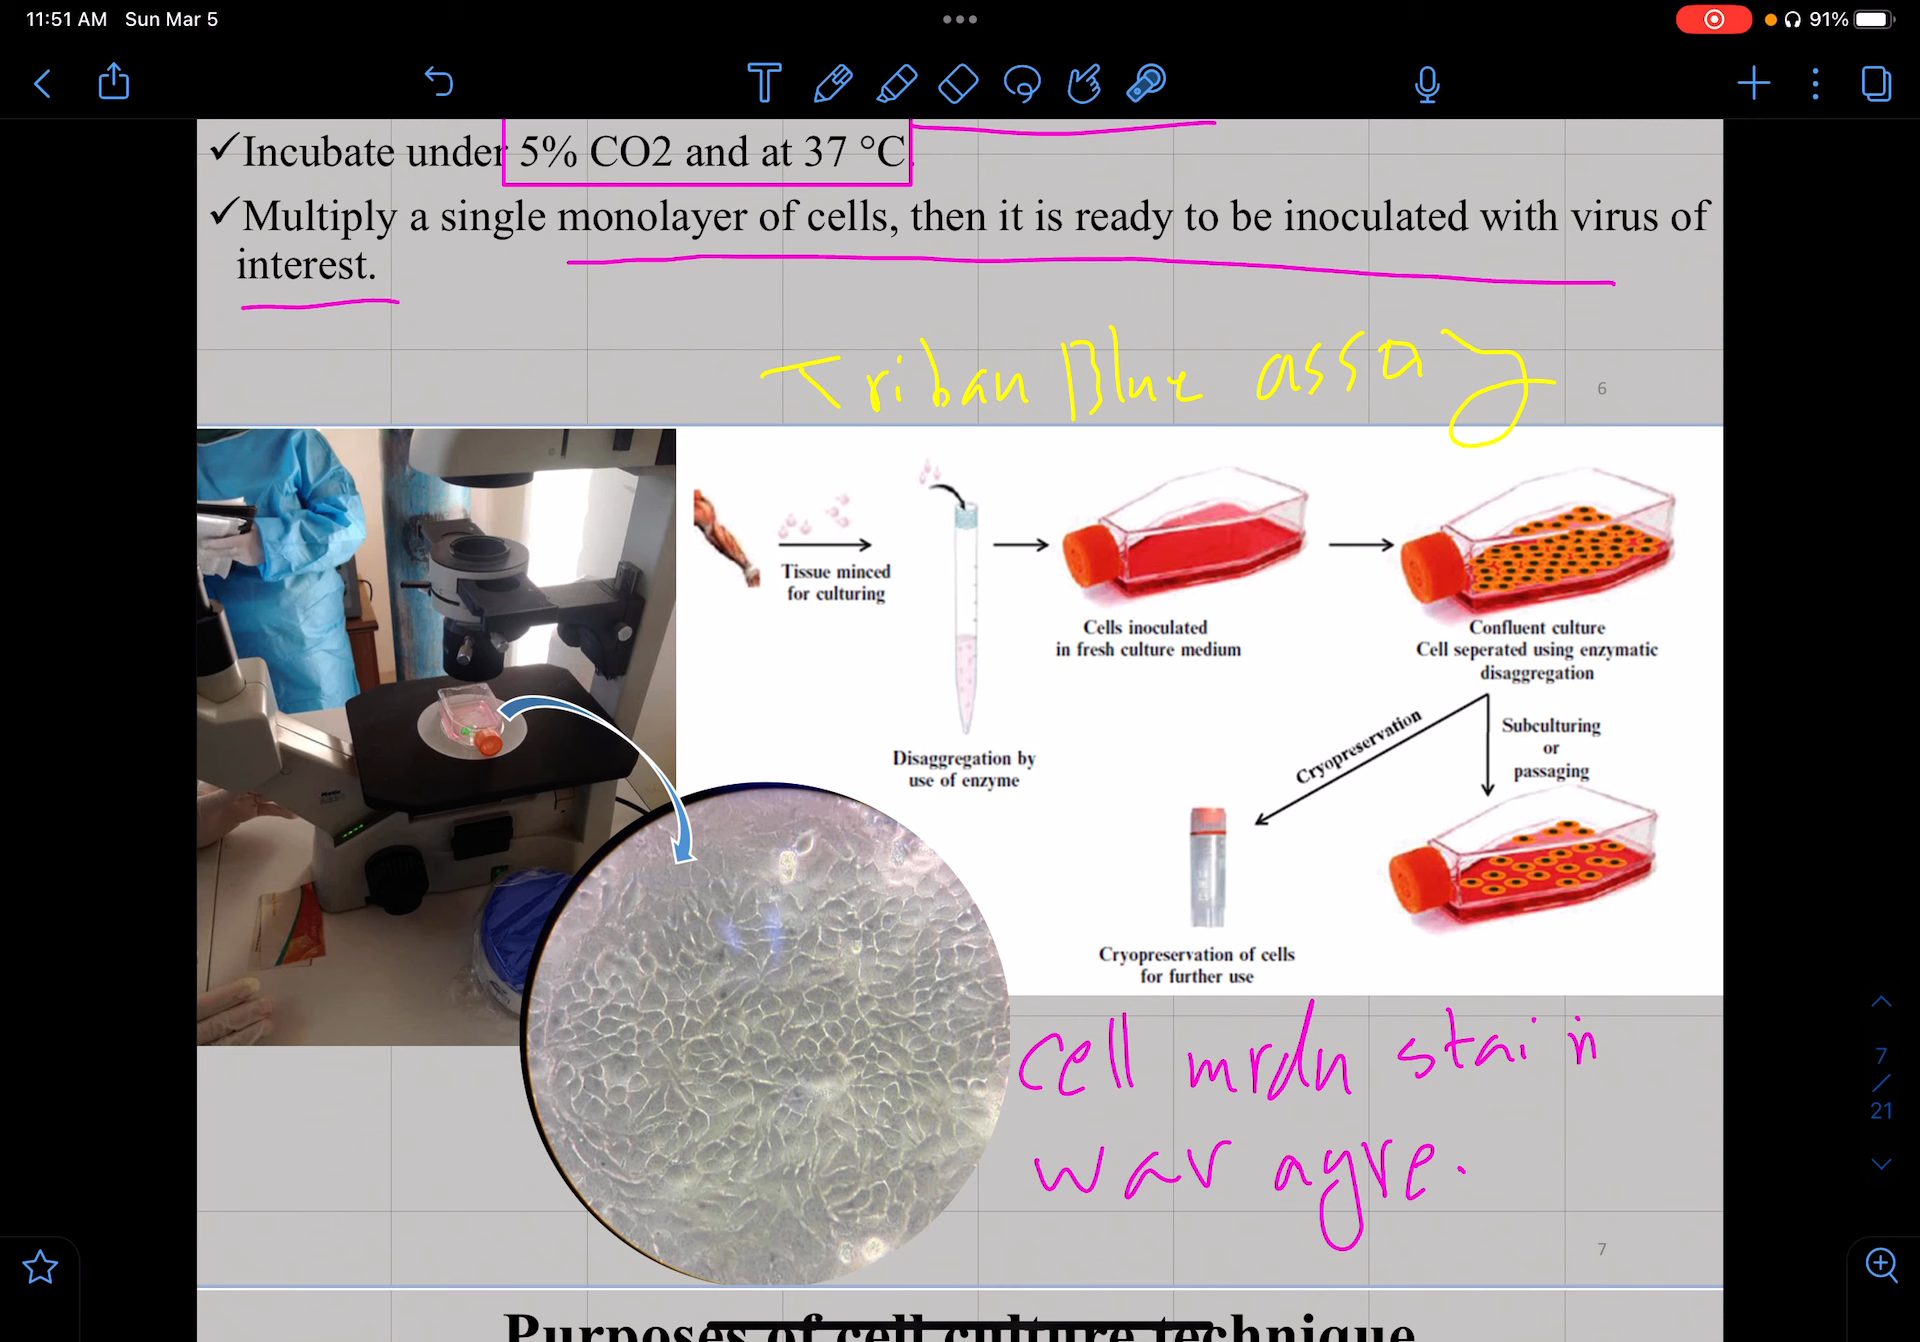 11:51 AM Sun Mar 5
91%
✓Incubate under 5% CO2 and at 37 °C.
✓Multiply a single monolayer of cells, then it is ready to be inoculated with virus of
interest.
Triban Blue assay
6
Tissue minced
for culturing
Cells inoculated
in fresh culture medium
Confluent culture
Cell seperated using enzymatic
disaggregation
Disaggregation by
use of enzyme
Cryopreservation
Subculturing
or
passaging
Cryopreservation of cells
for further use
cell mrdn stain
war agre.
7
7
/
21
Purposes of cell culture technique